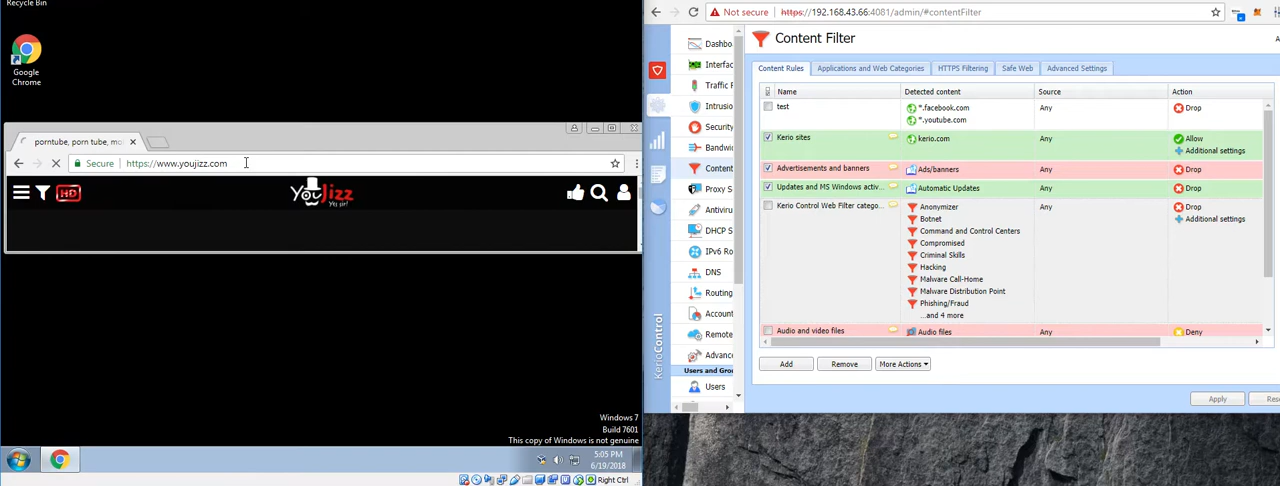 Recycle Bin
Google
Chrome
porntube, porn tube, mo
Secure https://www.youjizz.com
HD
YouJizz
Yes sir!
Windows 7
Build 7601
This copy of Windows is not genuine
5:05 PM
6/19/2018
Right Ctrl
Not secure https://192.168.43.66:4081/admin/#contentFilter
KerioControl
Dashbo
Interfac
Traffic R
Intrusio
Security
Bandwi
Content
Proxy S
Antivirus
DHCP S
IPv6 Ro
DNS
Routing
Account
Remote
Advanc
Users and Grou
Users
Content Filter
Content Rules Applications and Web Categories HTTPS Filtering Safe Web Advanced Settings
Name Detected content Source Action
test *.facebook.com Any Drop
*.youtube.com
Kerio sites kerio.com Any Allow
Additional settings
Advertisements and banners Ads/banners Any Drop
Updates and MS Windows activ... Automatic Updates Any Drop
Kerio Control Web Filter catego... Anonymizer Any Drop
Botnet Additional settings
Command and Control Centers
Compromised
Criminal Skills
Hacking
Malware Call-Home
Malware Distribution Point
Phishing/Fraud
...and 4 more
Audio and video files Audio files Any Deny
Add Remove More Actions
Apply Rese